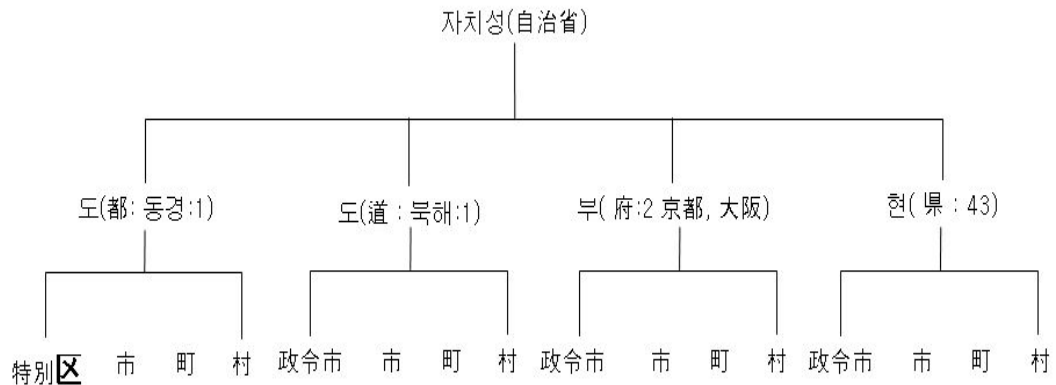 자치성(自治省)
도(都: 동경:1) 도(道 : 북해:1) 부( 府:2 京都, 大阪) 현( 県 : 43)
特別区 市 町 村 政令市 市 町 村 政令市 市 町 村 政令市 市 町 村